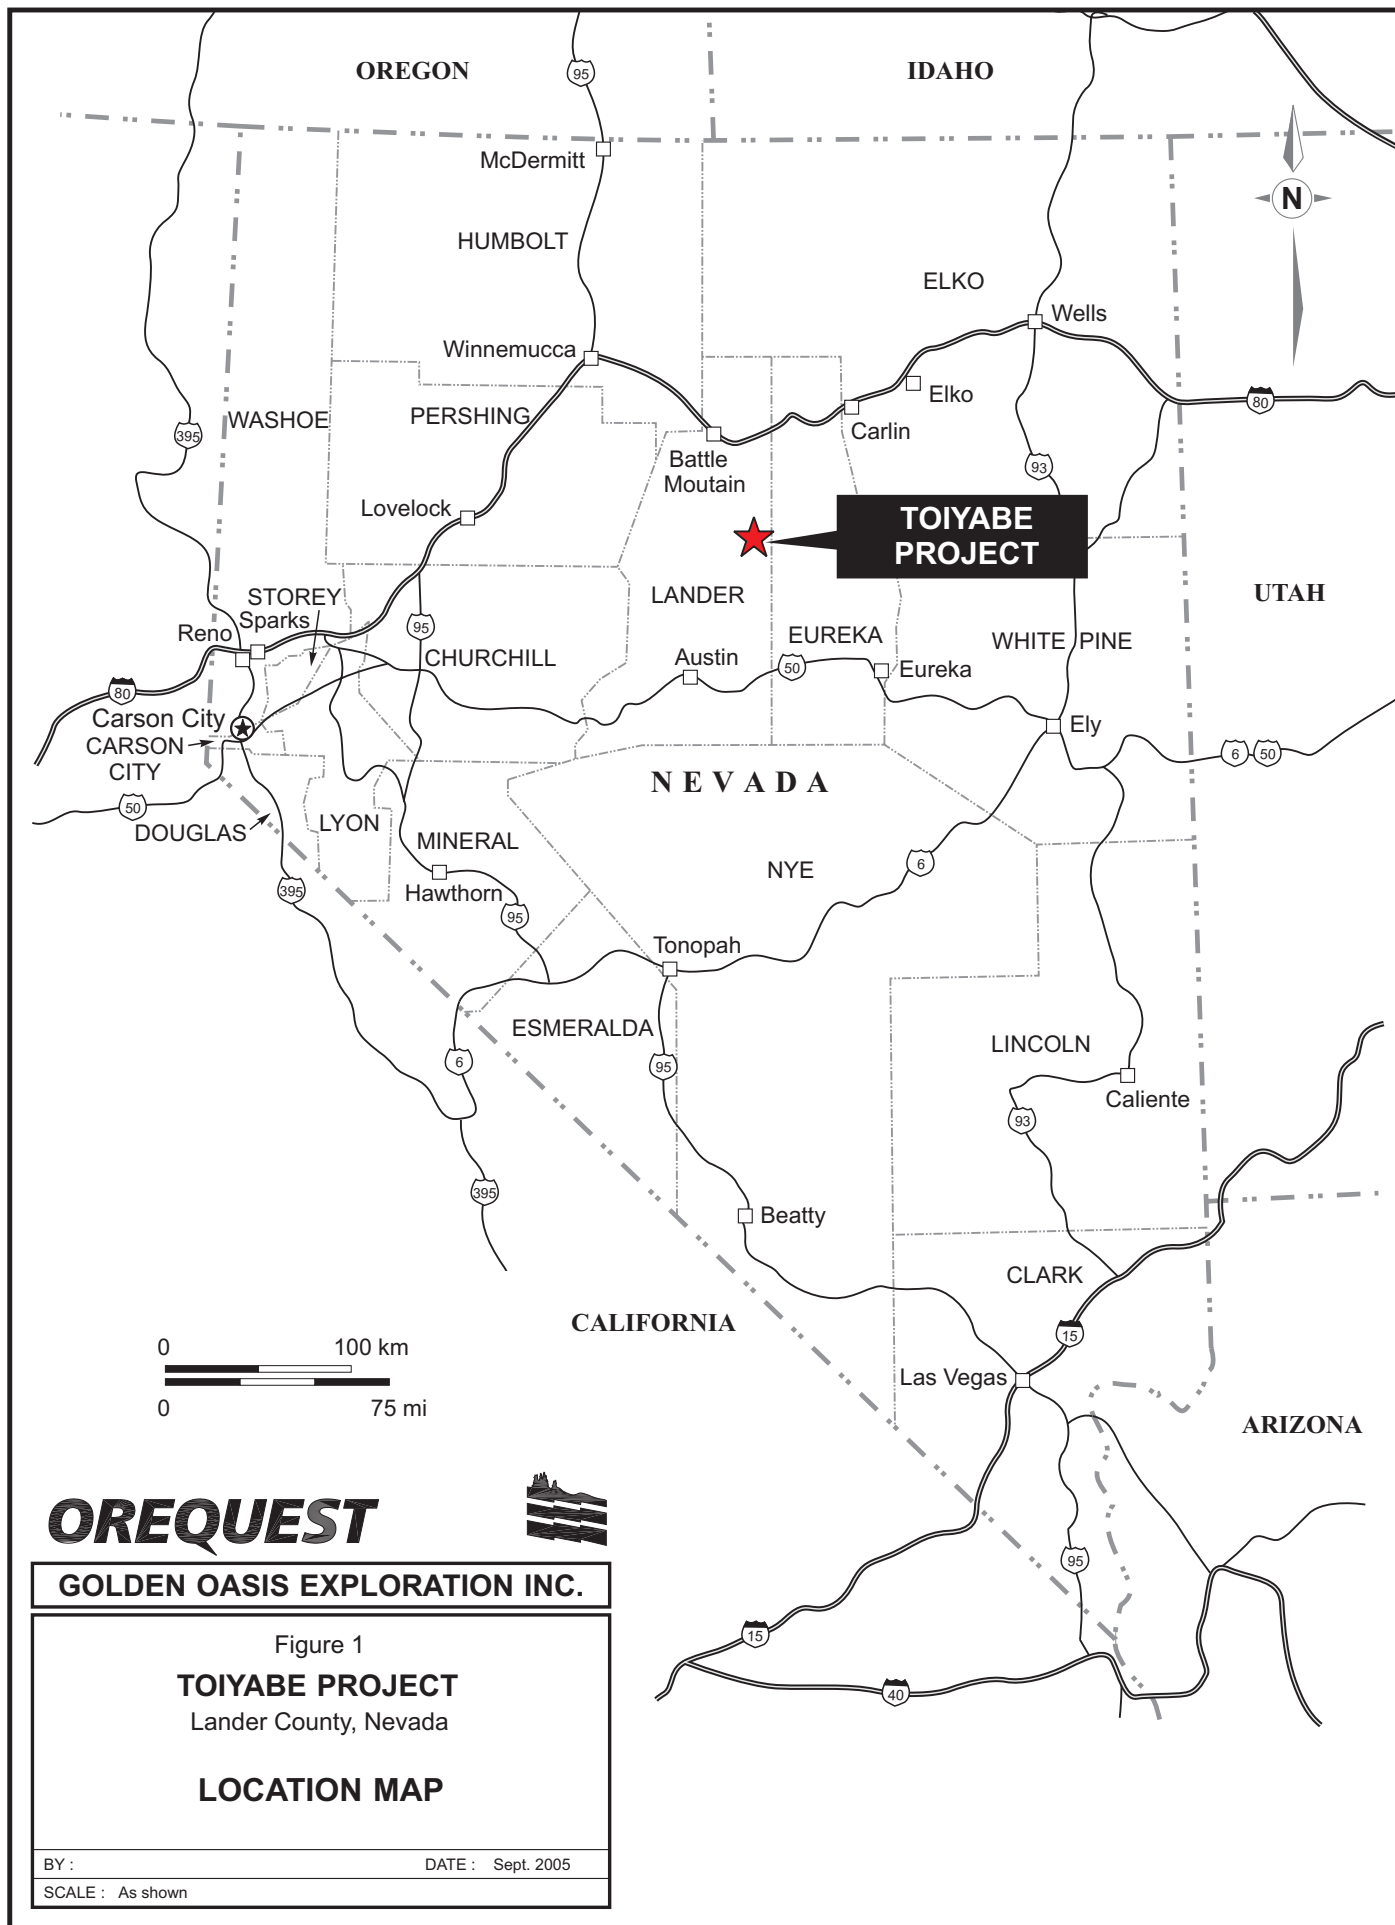 OREGON
IDAHO
95
McDermitt
N
HUMBOLT
ELKO
Wells
Winnemucca
Elko
80
WASHOE
PERSHING
Carlin
395
Battle
Moutain
93
Lovelock
TOIYABE
PROJECT
UTAH
STOREY
LANDER
Sparks
Reno
95
EUREKA
WHITE PINE
CHURCHILL
Austin
50
Eureka
80
Carson City
Ely
CARSON
CITY
6
50
NEVADA
50
DOUGLAS
LYON
MINERAL
NYE
6
395
Hawthorn
95
Tonopah
ESMERALDA
LINCOLN
6
95
Caliente
93
395
Beatty
CLARK
CALIFORNIA
15
0
100 km
Las Vegas
0
75 mi
ARIZONA
OREQUEST
95
GOLDEN OASIS EXPLORATION INC.
15
Figure 1
TOIYABE PROJECT
40
Lander County, Nevada
LOCATION MAP
BY :
DATE : Sept. 2005
SCALE : As shown